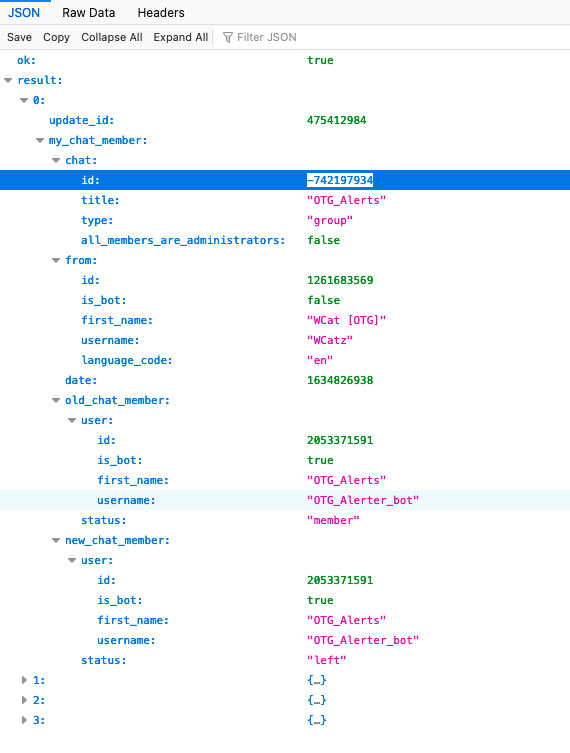 JSON Raw Data Headers
Save Copy Collapse All Expand All Filter JSON
ok: true
result:
0:
update_id: 475412984
my_chat_member:
chat:
id: -742197934
title: "OTG_Alerts"
type: "group"
all_members_are_administrators: false
from:
id: 1261683569
is_bot: false
first_name: "WCat [OTG]"
username: "WCatz"
language_code: "en"
date: 1634826938
old_chat_member:
user:
id: 2053371591
is_bot: true
first_name: "OTG_Alerts"
username: "OTG_Alerter_bot"
status: "member"
new_chat_member:
user:
id: 2053371591
is_bot: true
first_name: "OTG_Alerts"
username: "OTG_Alerter_bot"
status: "left"
1: {…}
2: {…}
3: {…}